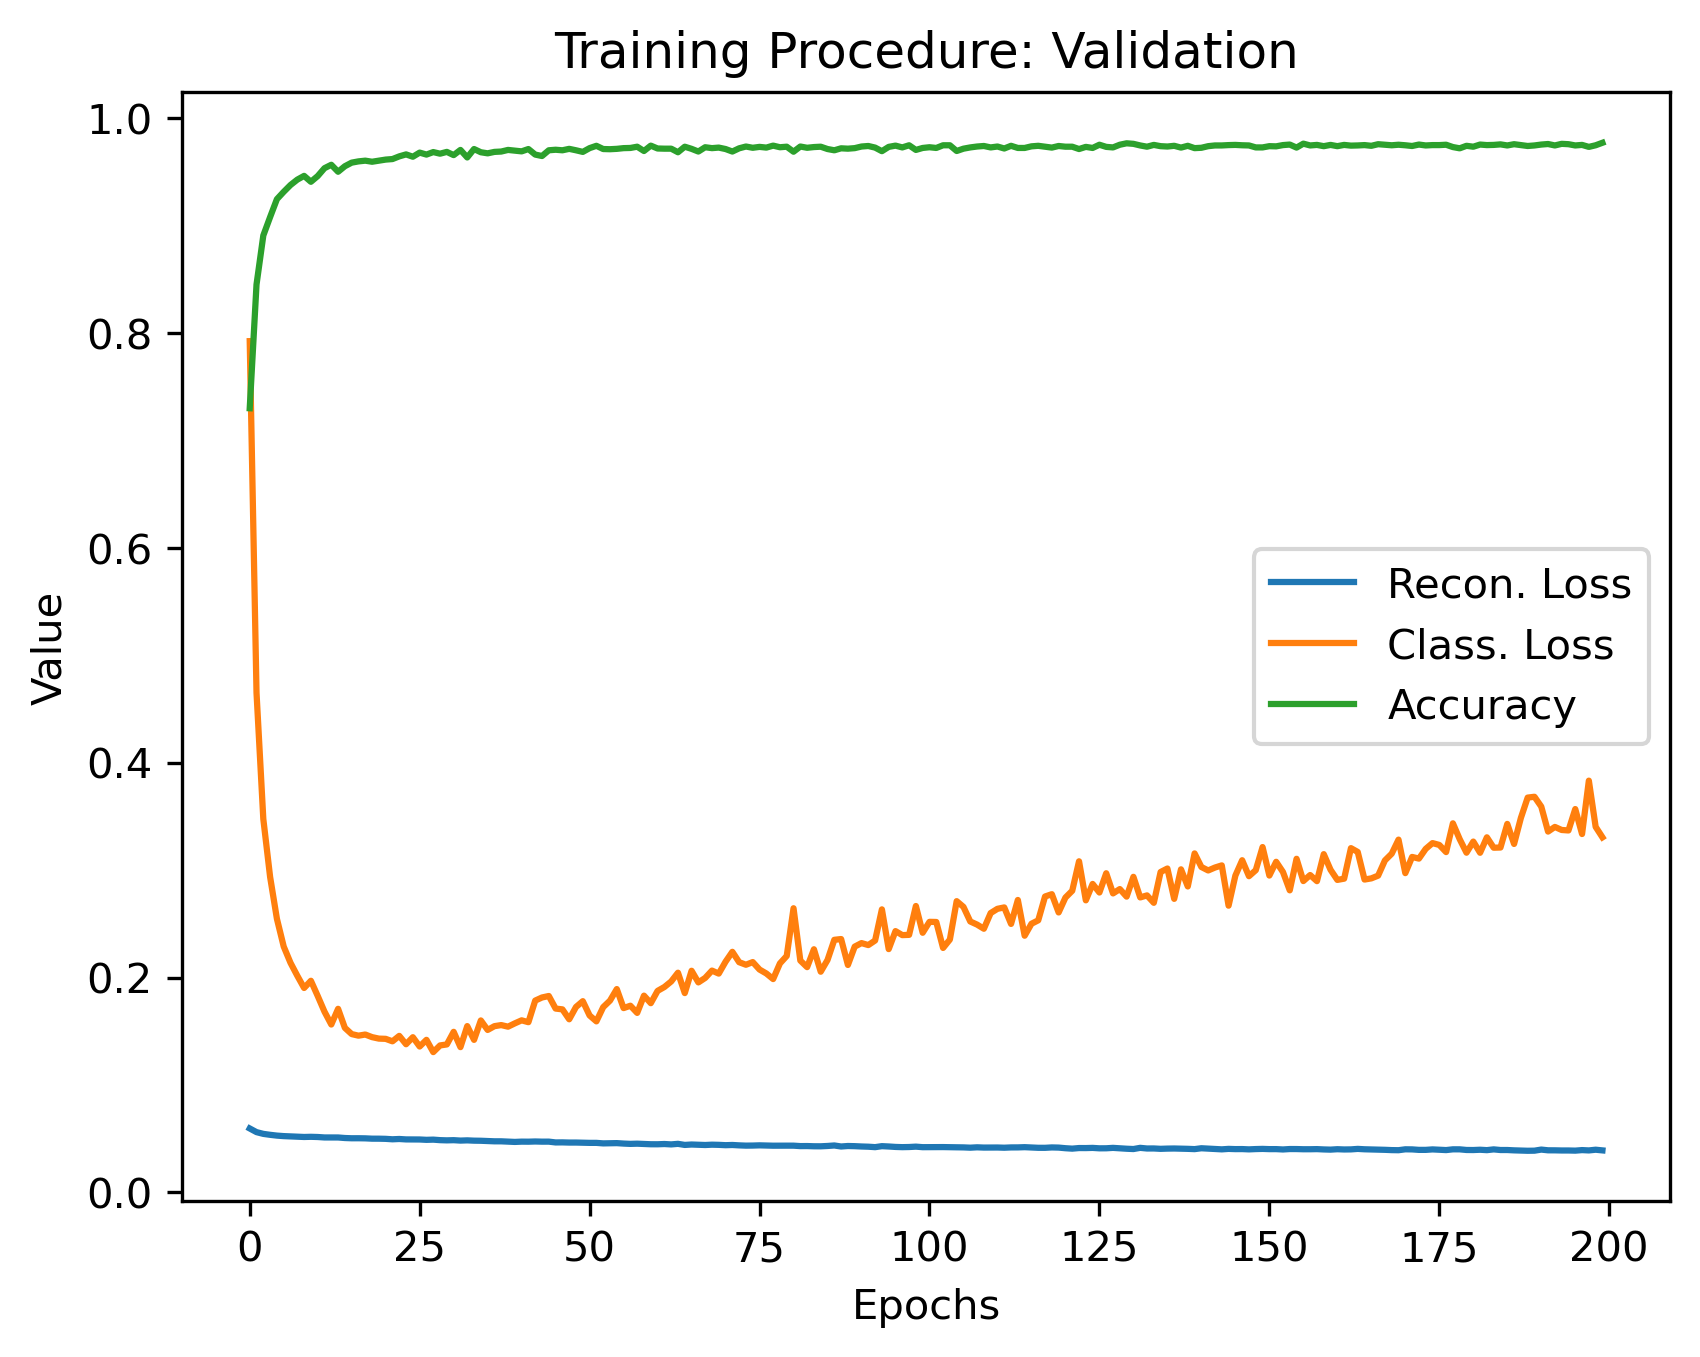 Training Procedure: Validation
1.0
0.8
0.6
0.4
0.2
0.0
Value
Recon. Loss
Class. Loss
Accuracy
0 25 50 75 100 125 150 175 200
Epochs